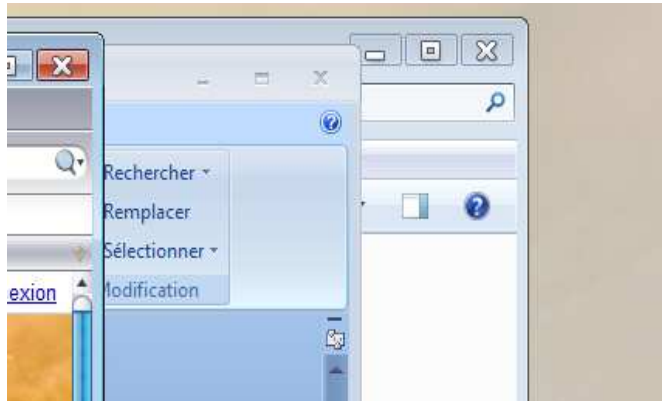 Rechercher
Remplacer
Sélectionner
exion
Modification